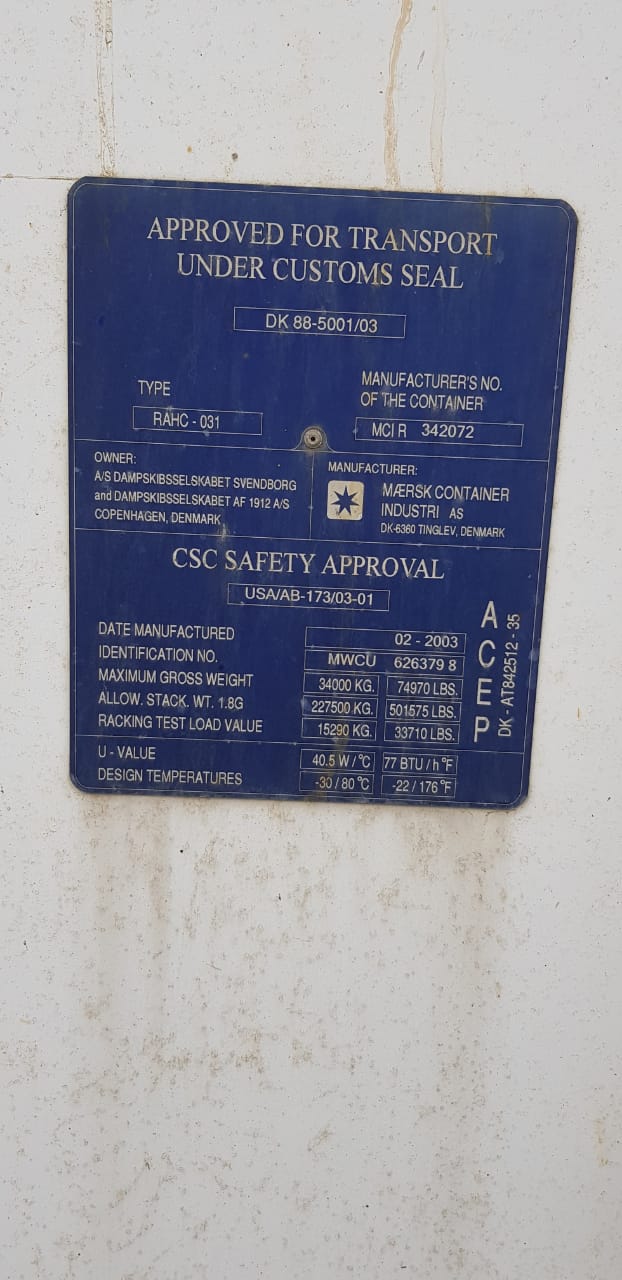 APPROVED FOR TRANSPORT
UNDER CUSTOMS SEAL
DK 88-5001/03
TYPE
RAHC - 031
MANUFACTURER'S NO.
OF THE CONTAINER
MCI R 342072
OWNER:
A/S DAMPSKIBSSELSKABET SVENDBORG
and DAMPSKIBSSELSKABET AF 1912 A/S
COPENHAGEN, DENMARK
MANUFACTURER:
MÆRSK CONTAINER
INDUSTRI AS
DK-6360 TINGLEV, DENMARK
CSC SAFETY APPROVAL
USA/AB-173/03-01
DATE MANUFACTURED 02 - 2003
IDENTIFICATION NO. MWCU 626379 8
MAXIMUM GROSS WEIGHT 34000 KG. 74970 LBS.
ALLOW. STACK. WT. 1.8G 227500 KG. 501575 LBS.
RACKING TEST LOAD VALUE 15290 KG. 33710 LBS.
U - VALUE 40.5 W / °C 77 BTU / h °F
DESIGN TEMPERATURES -30 / 80 °C -22 / 176 °F
ACEP
DK - AT842512 - 35